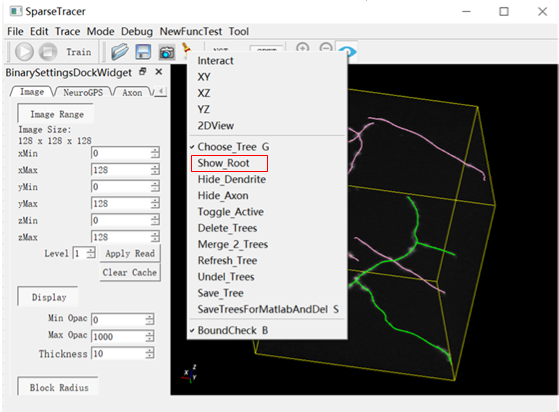 SparseTracer
File Edit Trace Mode Debug NewFuncTest Tool
Train
BinarySettingsDockWidget
Image NeuroGPS Axon
Image Range
Image Size:
128 x 128 x 128
xMin 0
xMax 128
yMin 0
yMax 128
zMin 0
zMax 128
Level 1 Apply Read
Clear Cache
Display
Min Opac 0
Max Opac 1000
Thickness 10
Block Radius
Interact
XY
XZ
YZ
2DView
Choose_Tree G
Show_Root
Hide_Dendrite
Hide_Axon
Toggle_Active
Delete_Trees
Merge_2_Trees
Refresh_Tree
Undel_Trees
Save_Tree
SaveTreesForMatlabAndDel S
BoundCheck B
Z
X
Y